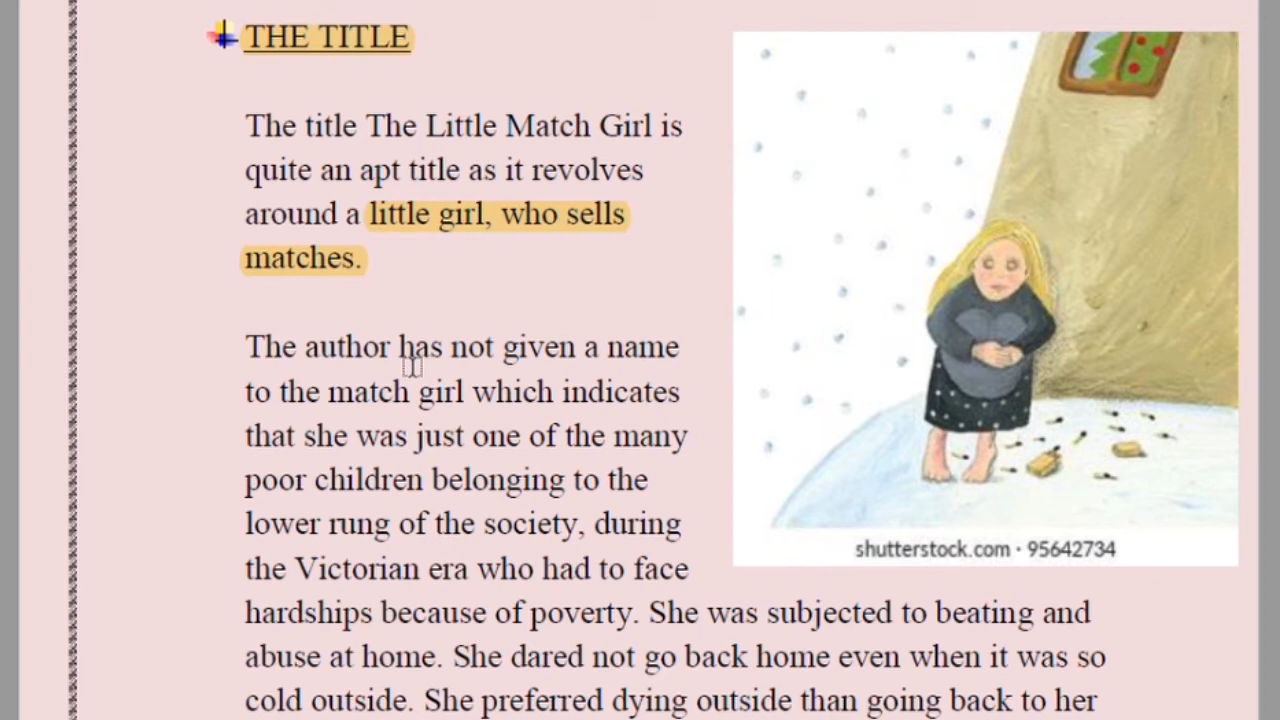 THE TITLE
The title The Little Match Girl is
quite an apt title as it revolves
around a little girl, who sells
matches.
The author has not given a name
to the match girl which indicates
that she was just one of the many
poor children belonging to the
lower rung of the society, during
the Victorian era who had to face
hardships because of poverty. She was subjected to beating and
abuse at home. She dared not go back home even when it was so
cold outside. She preferred dying outside than going back to her
shutterstock.com · 95642734